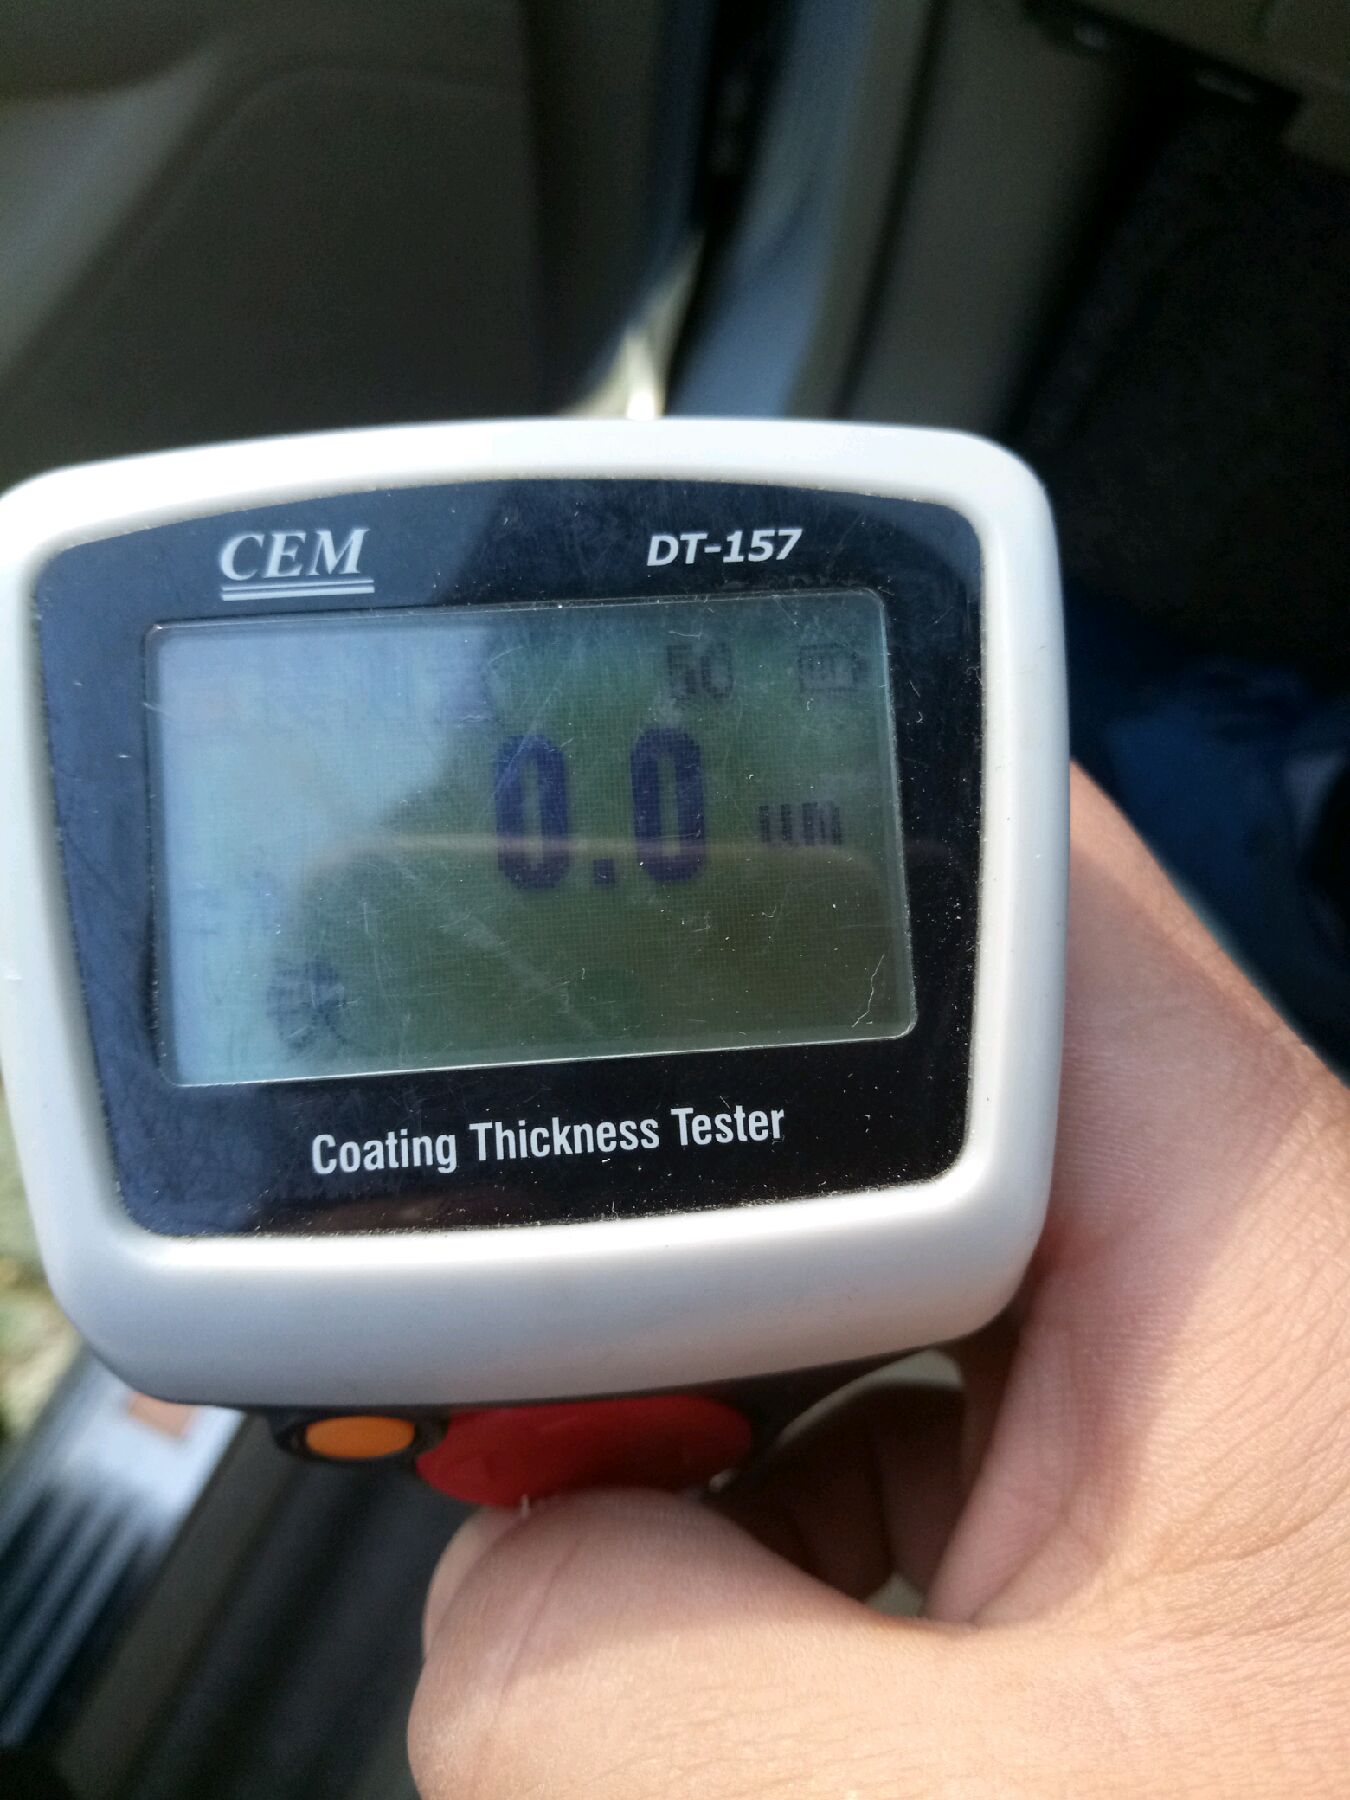 CEM
DT-157
50
0.0 um
Coating Thickness Tester